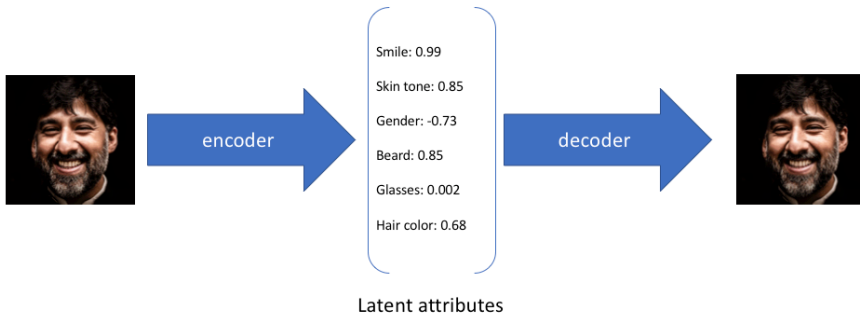 encoder
Smile: 0.99
Skin tone: 0.85
Gender: -0.73
Beard: 0.85
Glasses: 0.002
Hair color: 0.68
decoder
Latent attributes